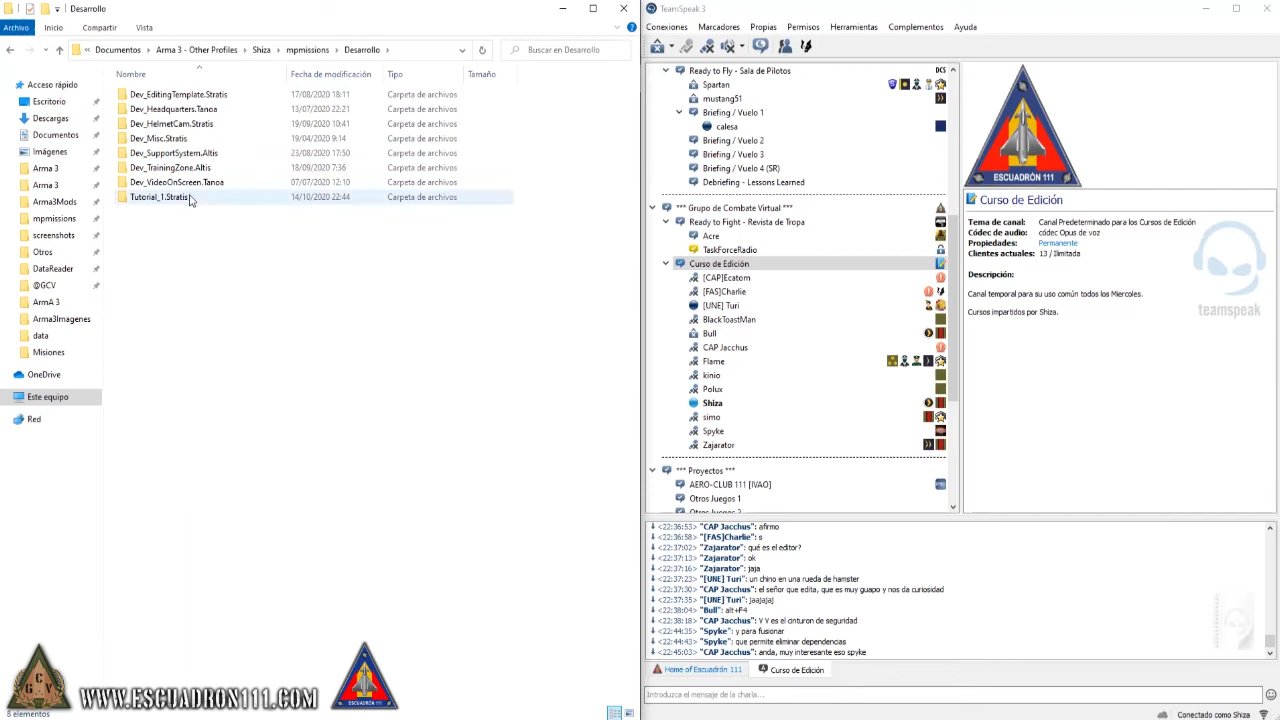 Desarrollo
Archivo Inicio Compartir Vista
Documentos Arma 3 - Other Profiles Shiza mpmissions Desarrollo
Buscar en Desarrollo
Nombre Fecha de modificación Tipo Tamaño
Dev_EditingTemplate.Stratis 17/08/2020 18:11 Carpeta de archivos
Dev_Headquarters.Tanoa 13/07/2020 22:21 Carpeta de archivos
Dev_HelmetCam.Stratis 19/09/2020 10:41 Carpeta de archivos
Dev_Misc.Stratis 19/04/2020 9:14 Carpeta de archivos
Dev_SupportSystem.Altis 23/08/2020 17:50 Carpeta de archivos
Dev_TrainingZone.Altis 18/09/2020 7:36 Carpeta de archivos
Dev_VideoOnScreen.Tanoa 07/07/2020 12:10 Carpeta de archivos
Tutorial_1.Stratis 14/10/2020 22:44 Carpeta de archivos
Acceso rápido
Escritorio
Descargas
Documentos
Imágenes
Arma 3
Arma 3
Arma3Mods
mpmissions
screenshots
Otros
DataReader
@GCV
ArmA 3
Arma3Imagenes
data
Misiones
OneDrive
Este equipo
Red
WWW.ESCUADRON111.COM
8 elementos
TeamSpeak 3
Conexiones Marcadores Propias Permisos Herramientas Complementos Ayuda
Ready to Fly - Sala de Pilotos DCS
Spartan
mustang51
Briefing / Vuelo 1
calesa
Briefing / Vuelo 2
Briefing / Vuelo 3
Briefing / Vuelo 4 (SR)
Debriefing - Lessons Learned
*** Grupo de Combate Virtual ***
Ready to Fight - Revista de Tropa
Acre
TaskForceRadio
Curso de Edición
[CAP]Ecatom
[FAS]Charlie
[UNE] Turi
BlackToastMan
Bull
CAP Jacchus
Flame
kinio
Polux
Shiza
simo
Spyke
Zajarator
*** Proyectos ***
AERO-CLUB 111 [IVAO]
Otros Juegos 1
Otros Juegos 2
ESCUADRÓN 111
Curso de Edición
Tema de canal: Canal Predeterminado para los Cursos de Edición
Códec de audio: códec Opus de voz
Propiedades: Permanente
Clientes actuales: 13 / Ilimitada
Descripción:
Canal temporal para su uso común todos los Miercoles.
Cursos impartidos por Shiza.
teamspeak
<22:36:53> "CAP Jacchus": afirmo
<22:36:58> "[FAS]Charlie": s
<22:37:02> "Zajarator": qué es el editor?
<22:37:13> "Zajarator": ok
<22:37:16> "Zajarator": jaja
<22:37:23> "[UNE] Turi": un chino en una rueda de hamster
<22:37:30> "CAP Jacchus": el señor que edita, que es muy guapo y nos da curiosidad
<22:37:35> "[UNE] Turi": jaajajaj
<22:38:04> "Bull": alt+F4
<22:38:18> "CAP Jacchus": V V es el cinturon de seguridad
<22:44:35> "Spyke": y para fusionar
<22:44:43> "Spyke": que permite eliminar dependencias
<22:45:03> "CAP Jacchus": anda, muy interesante eso spyke
Home of Escuadrón 111 Curso de Edición
Introduzca el mensaje de la charla...
Conectado como Shiza